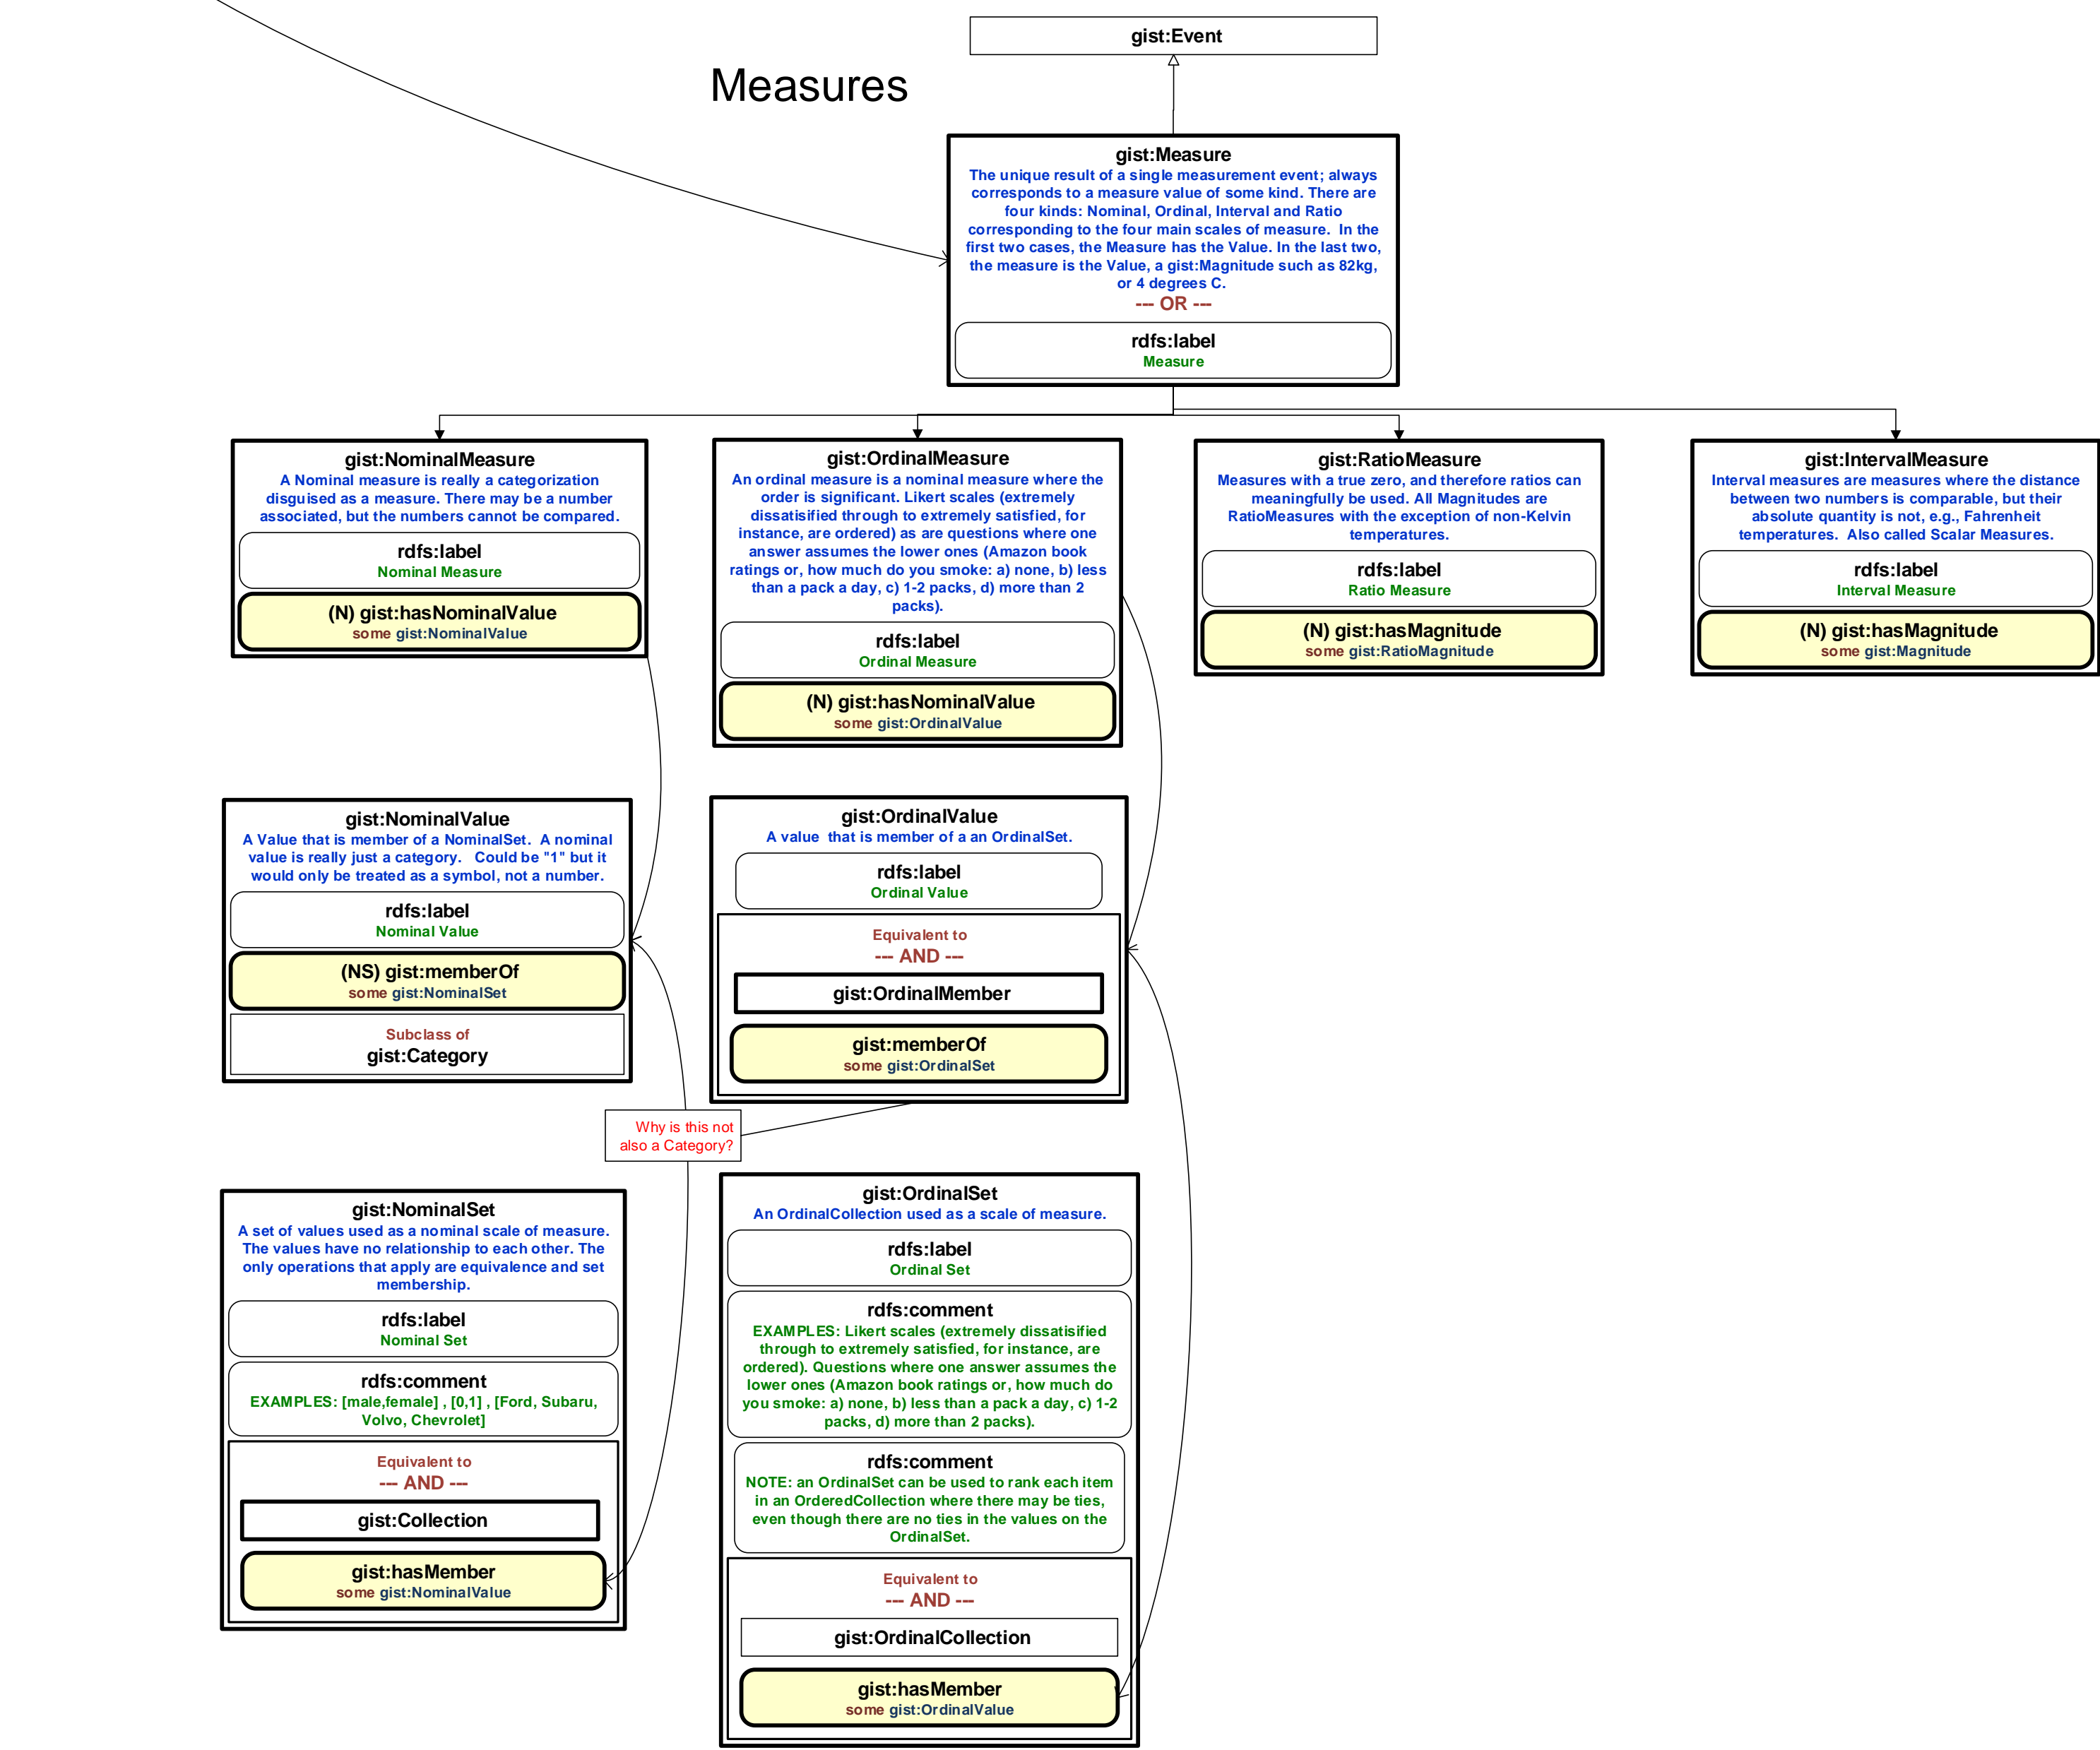 gist:Event
Measures
gist:Measure
The unique result of a single measurement event; always
corresponds to a measure value of some kind. There are
four kinds: Nominal, Ordinal, Interval and Ratio
corresponding to the four main scales of measure. In the
first two cases, the Measure has the Value. In the last two,
the measure is the Value, a gist:Magnitude such as 82kg,
or 4 degrees C.
--- OR ---
rdfs:label
Measure
gist:NominalMeasure
A Nominal measure is really a categorization
disguised as a measure. There may be a number
associated, but the numbers cannot be compared.
rdfs:label
Nominal Measure
(N) gist:hasNominalValue
some gist:NominalValue
gist:OrdinalMeasure
An ordinal measure is a nominal measure where the
order is significant. Likert scales (extremely
dissatisified through to extremely satisfied, for
instance, are ordered) as are questions where one
answer assumes the lower ones (Amazon book
ratings or, how much do you smoke: a) none, b) less
than a pack a day, c) 1-2 packs, d) more than 2
packs).
rdfs:label
Ordinal Measure
(N) gist:hasNominalValue
some gist:OrdinalValue
gist:RatioMeasure
Measures with a true zero, and therefore ratios can
meaningfully be used. All Magnitudes are
RatioMeasures with the exception of non-Kelvin
temperatures.
rdfs:label
Ratio Measure
(N) gist:hasMagnitude
some gist:RatioMagnitude
gist:IntervalMeasure
Interval measures are measures where the distance
between two numbers is comparable, but their
absolute quantity is not, e.g., Fahrenheit
temperatures. Also called Scalar Measures.
rdfs:label
Interval Measure
(N) gist:hasMagnitude
some gist:Magnitude
gist:NominalValue
A Value that is member of a NominalSet. A nominal
value is really just a category. Could be "1" but it
would only be treated as a symbol, not a number.
rdfs:label
Nominal Value
(NS) gist:memberOf
some gist:NominalSet
Subclass of
gist:Category
gist:OrdinalValue
A value that is member of a an OrdinalSet.
rdfs:label
Ordinal Value
Equivalent to
--- AND ---
gist:OrdinalMember
gist:memberOf
some gist:OrdinalSet
Why is this not
also a Category?
gist:NominalSet
A set of values used as a nominal scale of measure.
The values have no relationship to each other. The
only operations that apply are equivalence and set
membership.
rdfs:label
Nominal Set
rdfs:comment
EXAMPLES: [male,female] , [0,1] , [Ford, Subaru,
Volvo, Chevrolet]
Equivalent to
--- AND ---
gist:Collection
gist:hasMember
some gist:NominalValue
gist:OrdinalSet
An OrdinalCollection used as a scale of measure.
rdfs:label
Ordinal Set
rdfs:comment
EXAMPLES: Likert scales (extremely dissatisified
through to extremely satisfied, for instance, are
ordered). Questions where one answer assumes the
lower ones (Amazon book ratings or, how much do
you smoke: a) none, b) less than a pack a day, c) 1-2
packs, d) more than 2 packs).
rdfs:comment
NOTE: an OrdinalSet can be used to rank each item
in an OrderedCollection where there may be ties,
even though there are no ties in the values on the
OrdinalSet.
Equivalent to
--- AND ---
gist:OrdinalCollection
gist:hasMember
some gist:OrdinalValue